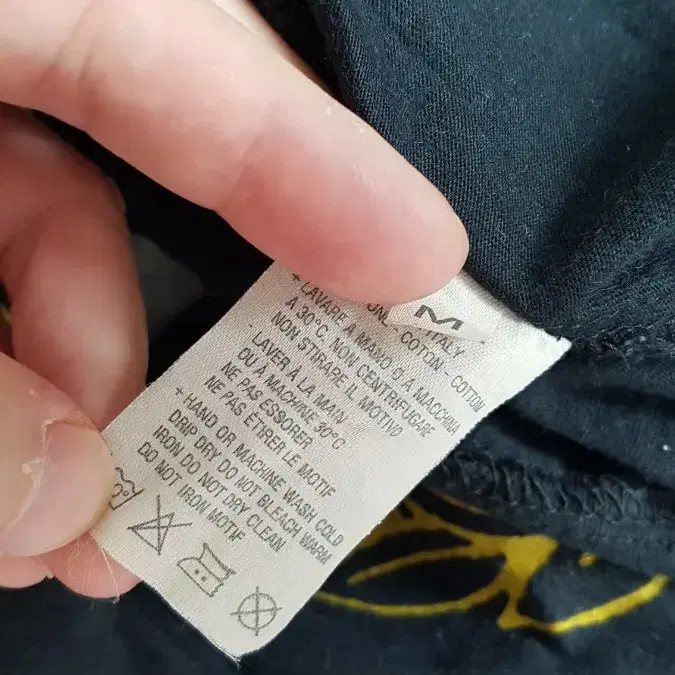 M
ITALY
ONE - COTON - COTTON
+ LAVARE A MANO O A MACCHINA
A 30°C. NON CENTRIFUGARE
NON STIRARE IL MOTIVO
LAVER À LA MAIN
OU À MACHINE 30°C
NE PAS ESSORER
NE PAS ETIRER LE MOTIF
+ HAND OR MACHINE WASH COLD
DRIP DRY DO NOT BLEACH WARM
IRON DO NOT DRY CLEAN
DO NOT IRON MOTIF